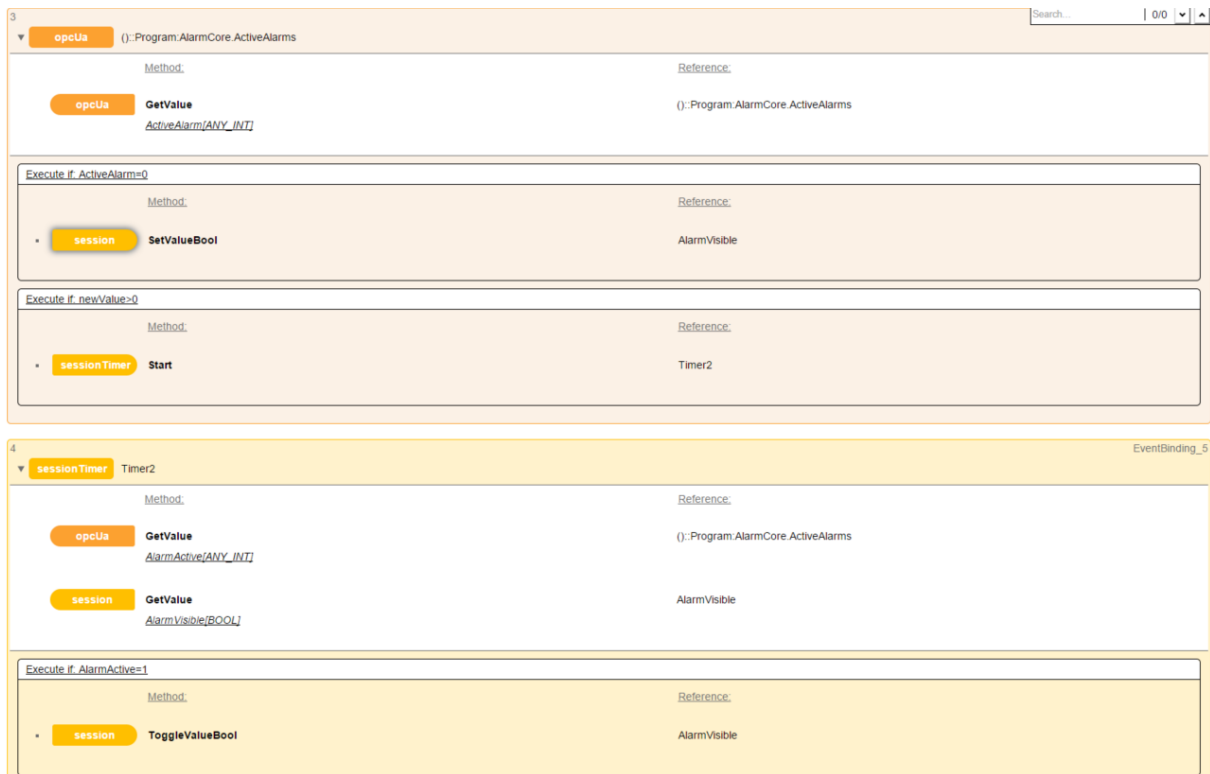 3
Search... 0/0
opcUa ()::Program:AlarmCore.ActiveAlarms
Method: Reference:
opcUa GetValue ()::Program:AlarmCore.ActiveAlarms
ActiveAlarm[ANY_INT]
Execute if: ActiveAlarm=0
Method: Reference:
session SetValueBool AlarmVisible
Execute if: newValue>0
Method: Reference:
sessionTimer Start Timer2
4 EventBinding_5
sessionTimer Timer2
Method: Reference:
opcUa GetValue ()::Program:AlarmCore.ActiveAlarms
AlarmActive[ANY_INT]
session GetValue AlarmVisible
AlarmVisible[BOOL]
Execute if: AlarmActive=1
Method: Reference:
session ToggleValueBool AlarmVisible